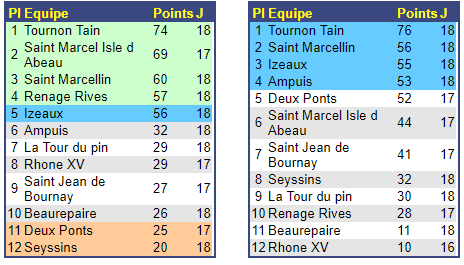 Pl Equipe Points J
1 Tournon Tain 74 18
2 Saint Marcel Isle d
Abeau 69 17
3 Saint Marcellin 60 18
4 Renage Rives 57 18
5 Izeaux 56 18
6 Ampuis 32 18
7 La Tour du pin 29 18
8 Rhone XV 29 17
9 Saint Jean de
Bournay 27 17
10 Beaurepaire 26 18
11 Deux Ponts 25 17
12 Seyssins 20 18
Pl Equipe Points J
1 Tournon Tain 76 18
2 Saint Marcellin 56 18
3 Izeaux 55 18
4 Ampuis 53 18
5 Deux Ponts 52 17
6 Saint Marcel Isle d
Abeau 44 17
7 Saint Jean de
Bournay 41 17
8 Seyssins 32 18
9 La Tour du pin 30 18
10 Renage Rives 28 17
11 Beaurepaire 11 18
12 Rhone XV 10 16